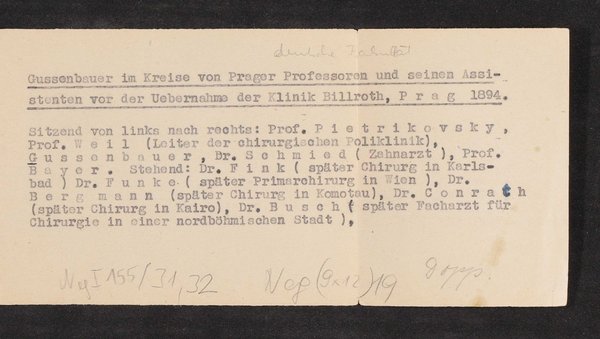 deutsche Fakultät
Gussenbauer im Kreise von Prager Professoren und seinen Assi-
stenten vor der Uebernahme der Klinik Billroth, P r a g 1894.
Sitzend von links nach rechts: Prof. P i e t r i k o v s k y ,
Prof. W e i l (Leiter der chirurgischen Poliklinik),
G u s s e n b a u e r , Dr. S c h m i e d ( Zahnarzt ), Prof.
B a y e r . Stehend: Dr. F i n k ( später Chirurg in Karls-
bad ) Dr. F u n k e ( später Primarchirurg in Wien ), Dr.
B e r g m a n n (später Chirurg in Komotau), Dr. C o n r a t h
(später Chirurg in Kairo), Dr. B u s c h ( später Facharzt für
Chirurgie in einer nordböhmischen Stadt ),
Neg I 155/31,32 Neg (9x12) 19 Dopp.